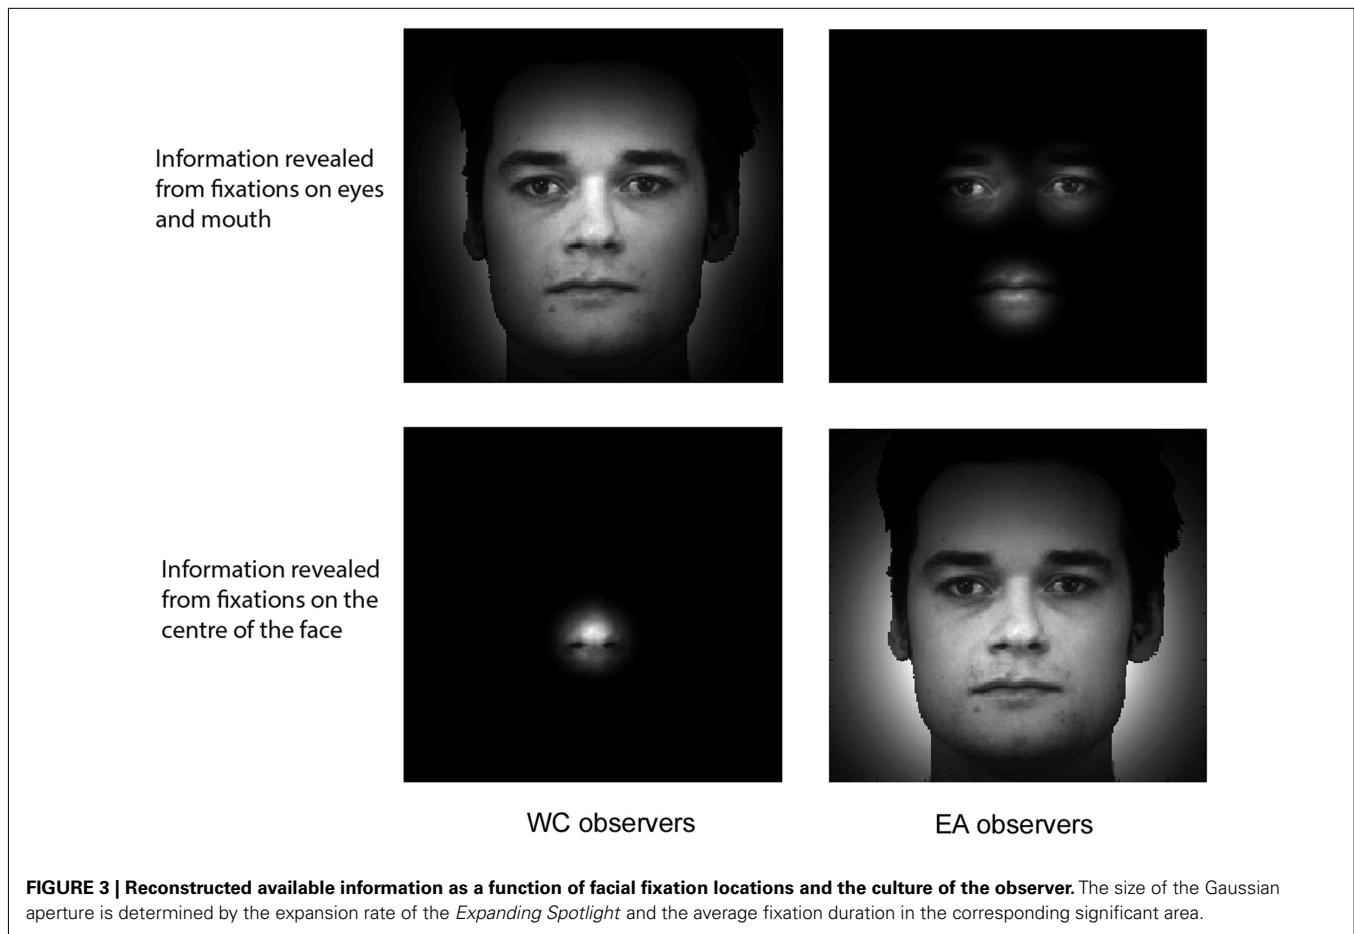 Information revealed
from fixations on eyes
and mouth
Information revealed
from fixations on the
centre of the face
WC observers
EA observers
FIGURE 3 | Reconstructed available information as a function of facial fixation locations and the culture of the observer. The size of the Gaussian
aperture is determined by the expansion rate of the Expanding Spotlight and the average fixation duration in the corresponding significant area.